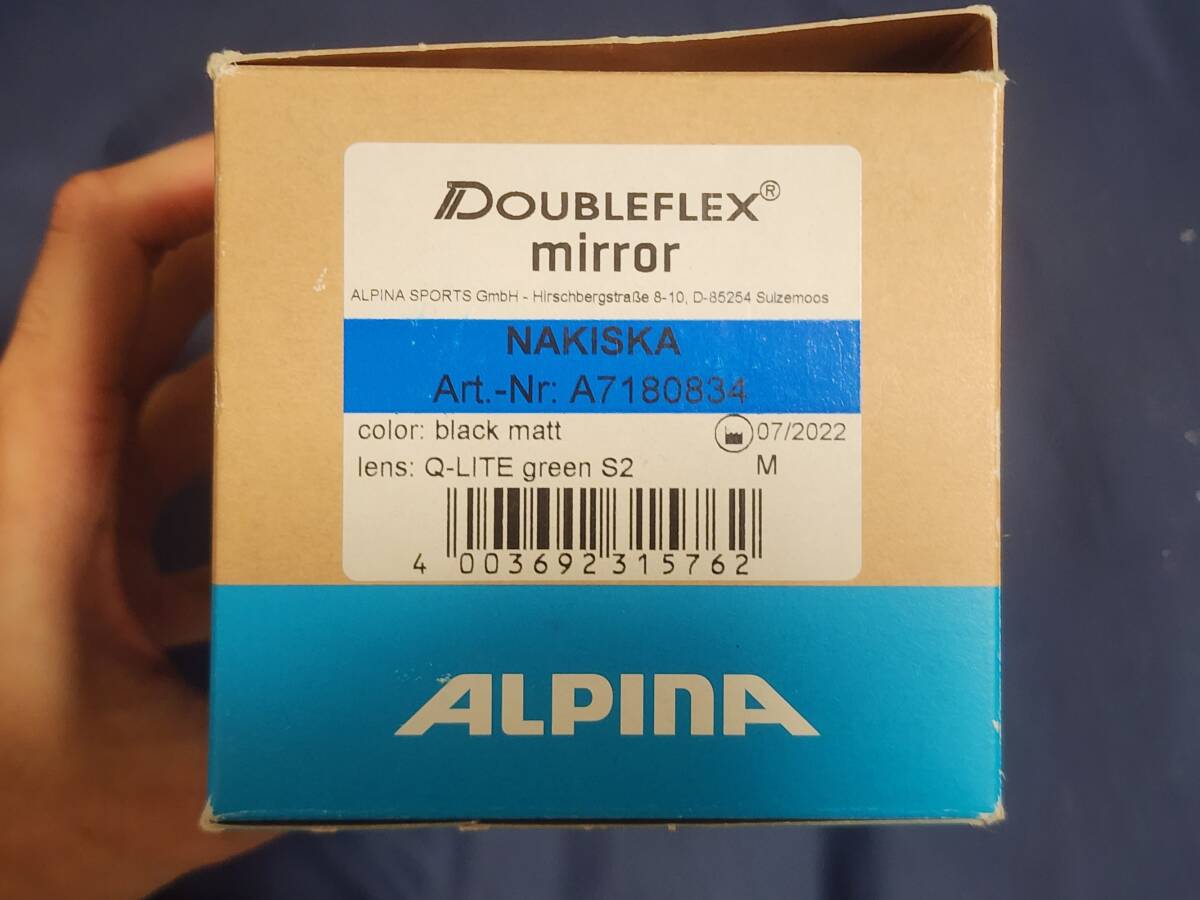 DOUBLEFLEX®
mirror
ALPINA SPORTS GmbH - Hirschbergstraße 8-10, D-85254 Sulzemoos
NAKISKA
Art.-Nr: A7180834
color: black matt 07/2022
lens: Q-LITE green S2 M
4 003692 315762
ALPINA